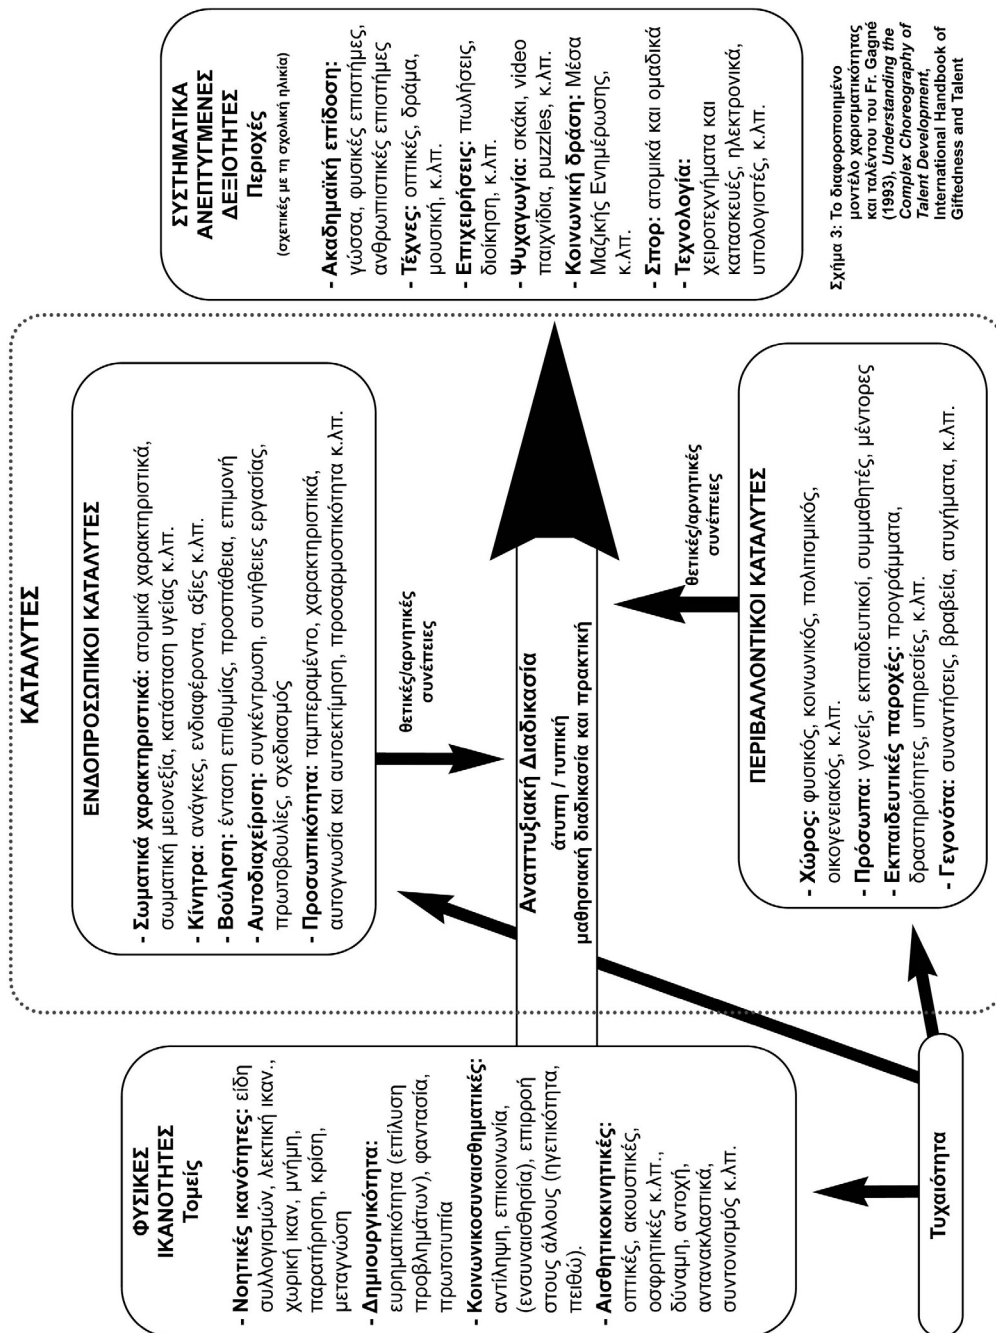 ΚΑΤΑΛΥΤΕΣ
ΦΥΣΙΚΕΣ
ΙΚΑΝΟΤΗΤΕΣ
Τομείς
- Νοητικές ικανότητες: είδη
συλλογισμών, λεκτική ικαν.,
χωρική ικαν, μνήμη,
παρατήρηση, κρίση,
μεταγνώση
- Δημιουργικότητα:
ευρηματικότητα (επίλυση
προβλημάτων), φαντασία,
πρωτοτυπία
- Κοινωνικοσυναισθηματικές:
αντίληψη, επικοινωνία,
(ενσυναισθησία), επιρροή
στους άλλους (ηγετικότητα,
πειθώ).
- Αισθητικοκινητικές:
οπτικές, ακουστικές,
οσφρητικές κ.λπ.,
δύναμη, αντοχή,
αντανακλαστικά,
συντονισμός κ.λπ.
ΕΝΔΟΠΡΟΣΩΠΙΚΟΙ ΚΑΤΑΛΥΤΕΣ
- Σωματικά χαρακτηριστικά: ατομικά χαρακτηριστικά,
σωματική μειονεξία, κατάσταση υγείας κ.λπ.
- Κίνητρα: ανάγκες, ενδιαφέροντα, αξίες κ.λπ.
- Βούληση: ένταση επιθυμίας, προσπάθεια, επιμονή
- Αυτοδιαχείριση: συγκέντρωση, συνήθειες εργασίας,
πρωτοβουλίες, σχεδιασμός
- Προσωπικότητα: ταμπεραμέντο, χαρακτηριστικά,
αυτογνωσία και αυτοεκτίμηση, προσαρμοστικότητα κ.λπ.
θετικές/αρνητικές
συνέπειες
Αναπτυξιακή Διαδικασία
άτυπη / τυπική
μαθησιακή διαδικασία και πρακτική
θετικές/αρνητικές
συνέπειες
ΠΕΡΙΒΑΛΛΟΝΤΙΚΟΙ ΚΑΤΑΛΥΤΕΣ
- Χώρος: φυσικός, κοινωνικός, πολιτισμικός,
οικογενειακός, κ.λπ.
- Πρόσωπα: γονείς, εκπαιδευτικοί, συμμαθητές, μέντορες
- Εκπαιδευτικές παροχές: προγράμματα,
δραστηριότητες, υπηρεσίες, κ.λπ.
- Γεγονότα: συναντήσεις, βραβεία, ατυχήματα, κ.λπ.
Τυχαιότητα
ΣΥΣΤΗΜΑΤΙΚΑ
ΑΝΕΠΤΥΓΜΕΝΕΣ
ΔΕΞΙΟΤΗΤΕΣ
Περιοχές
(σχετικές με τη σχολική ηλικία)
- Ακαδημαϊκή επίδοση:
γώσσα, φυσικές επιστήμες,
ανθρωπιστικές επιστήμες
- Τέχνες: οπτικές, δράμα,
μουσική, κ.λπ.
- Επιχειρήσεις: πωλήσεις,
διοίκηση, κ.λπ.
- Ψυχαγωγία: σκάκι, video
παιχνίδια, puzzles, κ.λπ.
- Κοινωνική δράση: Μέσα
Μαζικής Ενημέρωσης,
κ.λπ.
- Σπορ: ατομικά και ομαδικά
- Τεχνολογία:
χειροτεχνήματα και
κατασκευές, ηλεκτρονικά,
υπολογιστές, κ.λπ.
Σχήμα 3: Το διαφοροποιημένο
μοντέλο χαρισματικότητας
και ταλέντου του Fr. Gagné
(1993), Understanding the
Complex Choreography of
Talent Development,
International Handbook of
Giftedness and Talent